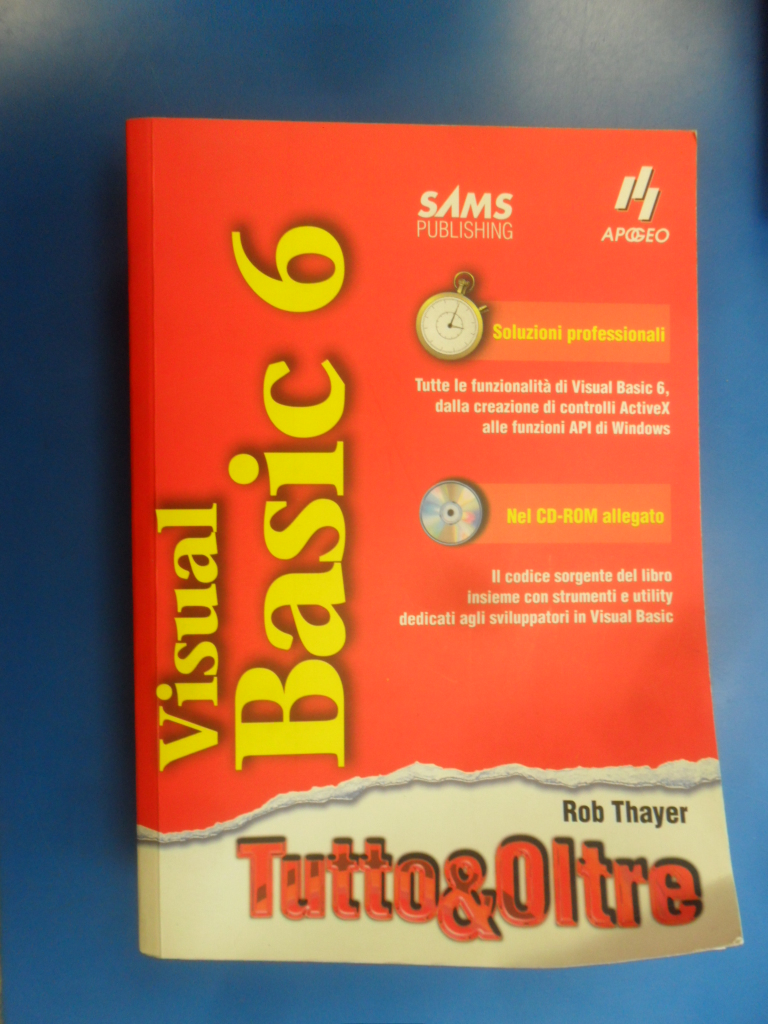 SAMS
PUBLISHING
APOGEO
Visual
Basic 6
Soluzioni professionali
Tutte le funzionalità di Visual Basic 6,
dalla creazione di controlli ActiveX
alle funzioni API di Windows
Nel CD-ROM allegato
Il codice sorgente del libro
insieme con strumenti e utility
dedicati agli sviluppatori in Visual Basic
Rob Thayer
Tutto&Oltre